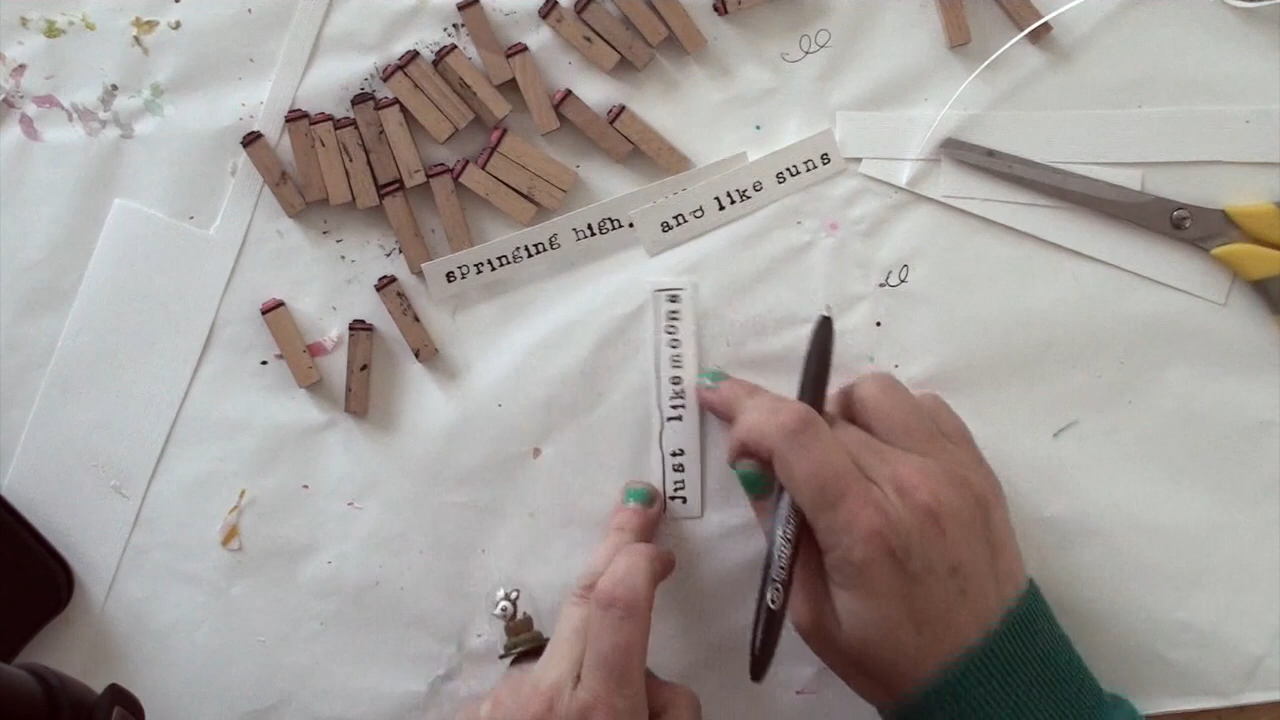 springing high.
and like suns
just like moons